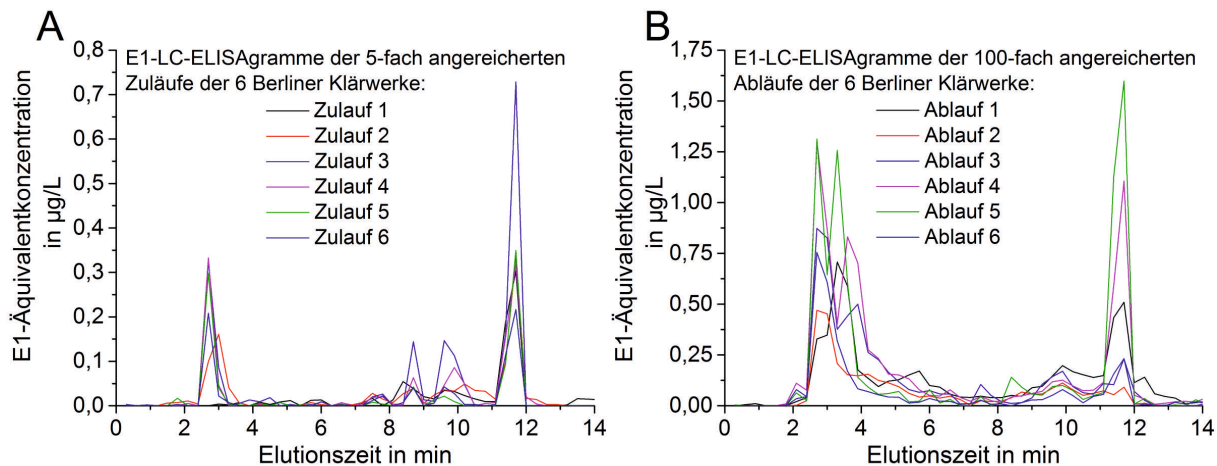 A
E1-LC-ELISAgramme der 5-fach angereicherten
Zuläufe der 6 Berliner Klärwerke:
Zulauf 1
Zulauf 2
Zulauf 3
Zulauf 4
Zulauf 5
Zulauf 6
E1-Äquivalentkonzentration
in µg/L
0,8
0,7
0,6
0,5
0,4
0,3
0,2
0,1
0,0
0 2 4 6 8 10 12 14
Elutionszeit in min
B
E1-LC-ELISAgramme der 100-fach angereicherten
Abläufe der 6 Berliner Klärwerke:
Ablauf 1
Ablauf 2
Ablauf 3
Ablauf 4
Ablauf 5
Ablauf 6
E1-Äquivalentkonzentration
in µg/L
1,75
1,50
1,25
1,00
0,75
0,50
0,25
0,00
0 2 4 6 8 10 12 14
Elutionszeit in min